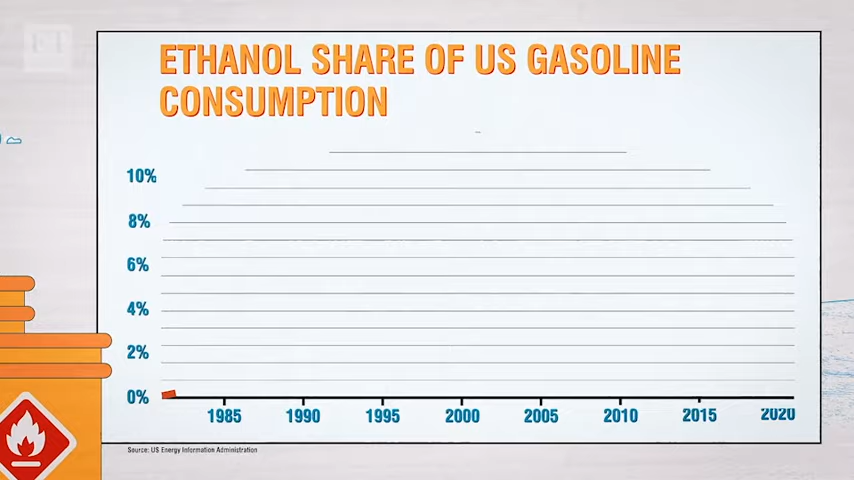 FT
ETHANOL SHARE OF US GASOLINE
CONSUMPTION
10%
8%
6%
4%
2%
0%
1985 1990 1995 2000 2005 2010 2015 2020
Source: US Energy Information Administration